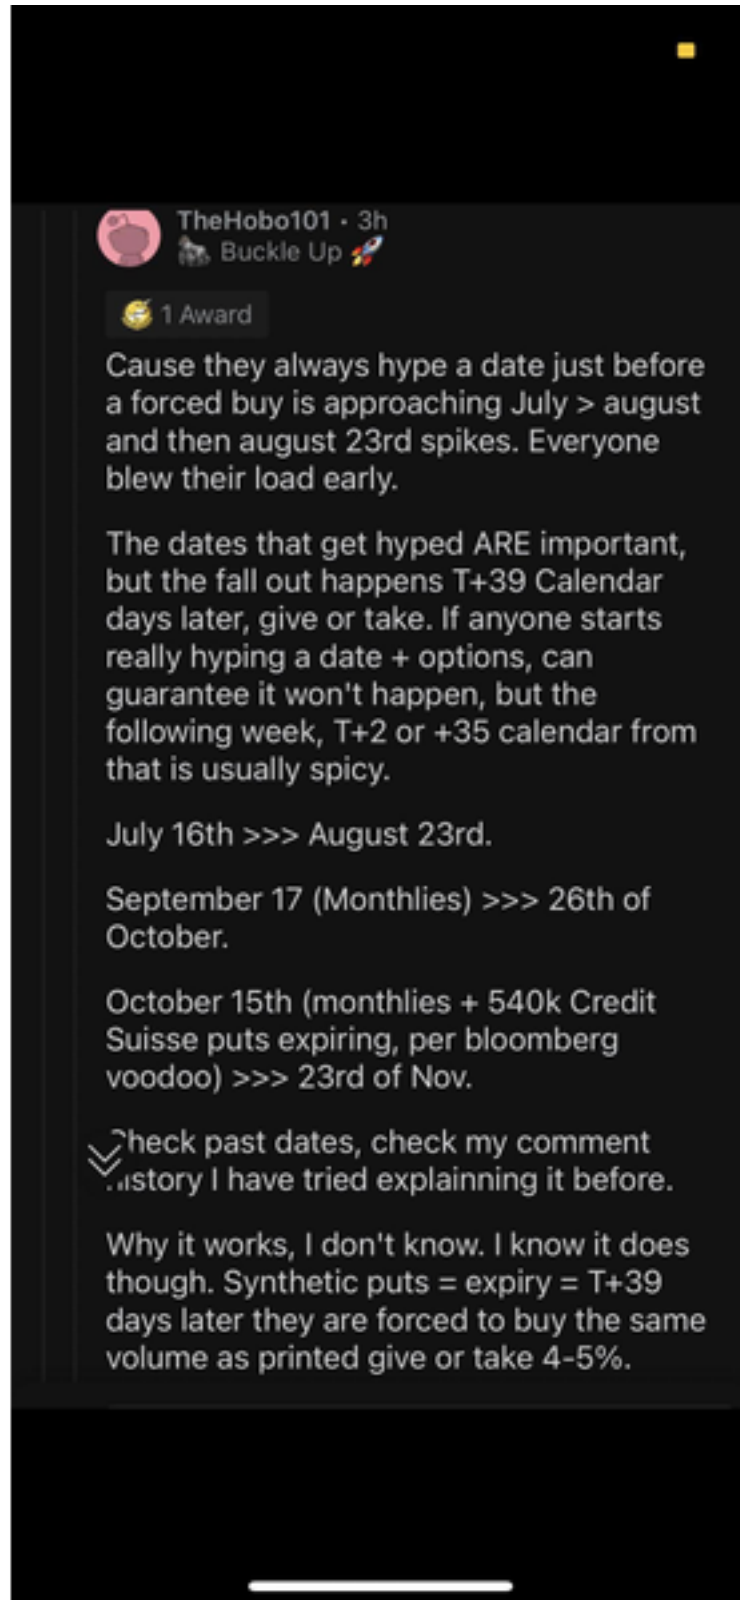 TheHobo101 · 3h
🦍 Buckle Up 🚀
1 Award
Cause they always hype a date just before
a forced buy is approaching July > august
and then august 23rd spikes. Everyone
blew their load early.
The dates that get hyped ARE important,
but the fall out happens T+39 Calendar
days later, give or take. If anyone starts
really hyping a date + options, can
guarantee it won't happen, but the
following week, T+2 or +35 calendar from
that is usually spicy.
July 16th >>> August 23rd.
September 17 (Monthlies) >>> 26th of
October.
October 15th (monthlies + 540k Credit
Suisse puts expiring, per bloomberg
voodoo) >>> 23rd of Nov.
Check past dates, check my comment
history I have tried explainning it before.
Why it works, I don't know. I know it does
though. Synthetic puts = expiry = T+39
days later they are forced to buy the same
volume as printed give or take 4-5%.